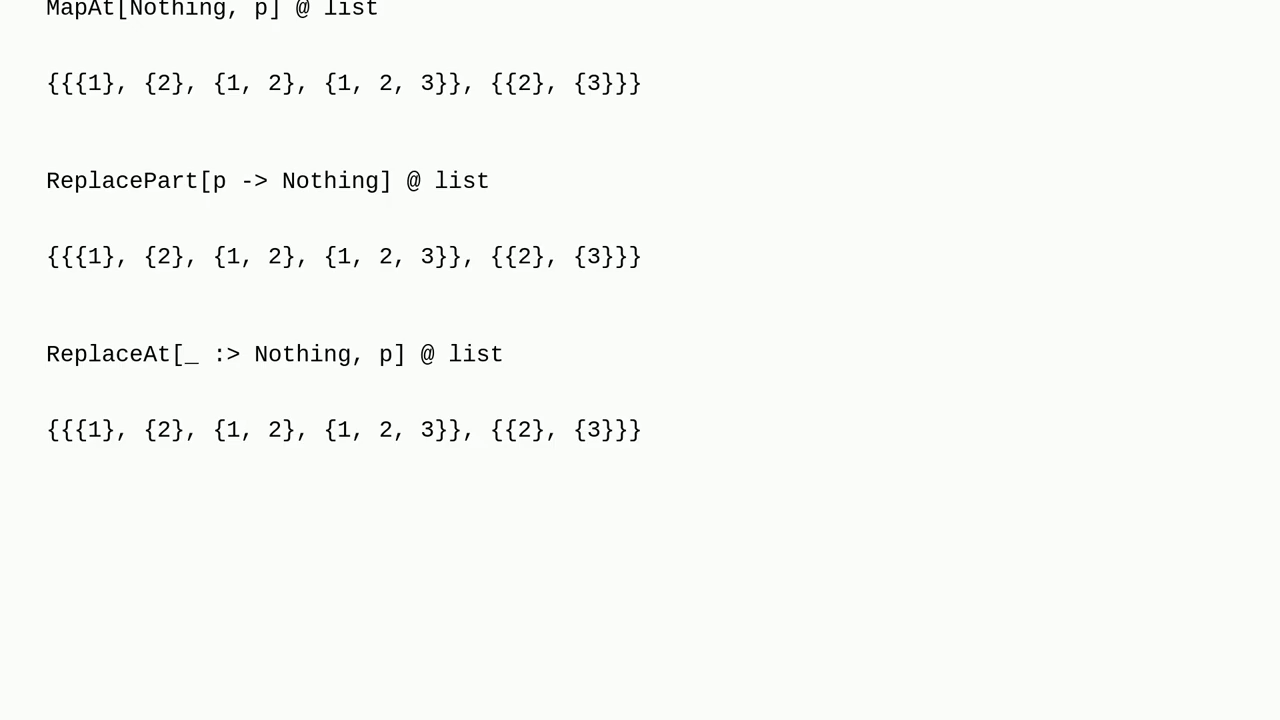 MapAt[Nothing, p] @ list
{{{1}, {2}, {1, 2}, {1, 2, 3}}, {{2}, {3}}}
ReplacePart[p -> Nothing] @ list
{{{1}, {2}, {1, 2}, {1, 2, 3}}, {{2}, {3}}}
ReplaceAt[_ :> Nothing, p] @ list
{{{1}, {2}, {1, 2}, {1, 2, 3}}, {{2}, {3}}}